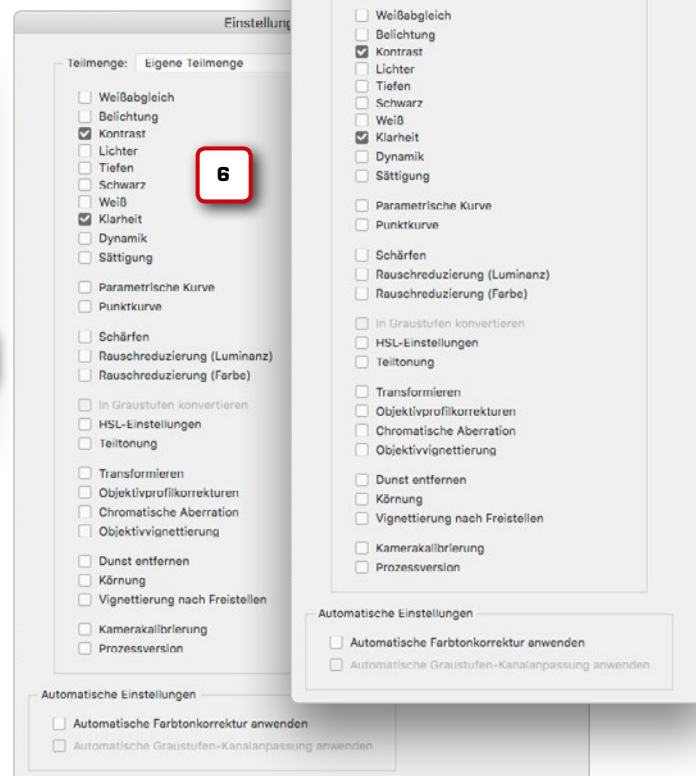 Einstellung
Teilmenge: Eigene Teilmenge
Weißabgleich
Belichtung
Kontrast
Lichter
Tiefen
Schwarz
Weiß
Klarheit
Dynamik
Sättigung
Parametrische Kurve
Punktkurve
Schärfen
Rauschreduzierung (Luminanz)
Rauschreduzierung (Farbe)
In Graustufen konvertieren
HSL-Einstellungen
Teiltonung
Transformieren
Objektivprofilkorrekturen
Chromatische Aberration
Objektivvignettierung
Dunst entfernen
Körnung
Vignettierung nach Freistellen
Kamerakalibrierung
Prozessversion
Automatische Einstellungen
Automatische Farbtonkorrektur anwenden
Automatische Graustufen-Kanalanpassung anwenden
6
Weißabgleich
Belichtung
Kontrast
Lichter
Tiefen
Schwarz
Weiß
Klarheit
Dynamik
Sättigung
Parametrische Kurve
Punktkurve
Schärfen
Rauschreduzierung (Luminanz)
Rauschreduzierung (Farbe)
In Graustufen konvertieren
HSL-Einstellungen
Teiltonung
Transformieren
Objektivprofilkorrekturen
Chromatische Aberration
Objektivvignettierung
Dunst entfernen
Körnung
Vignettierung nach Freistellen
Kamerakalibrierung
Prozessversion
Automatische Einstellungen
Automatische Farbtonkorrektur anwenden
Automatische Graustufen-Kanalanpassung anwenden